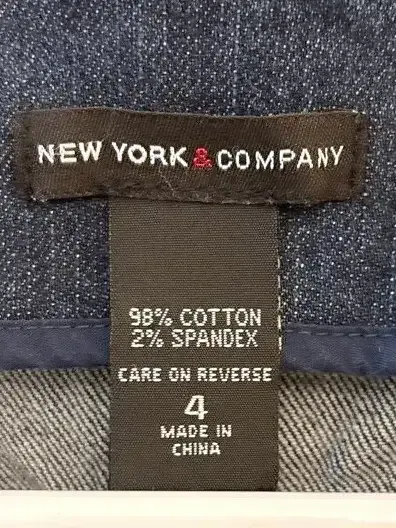 NEW YORK & COMPANY
98% COTTON
2% SPANDEX
CARE ON REVERSE
4
MADE IN
CHINA